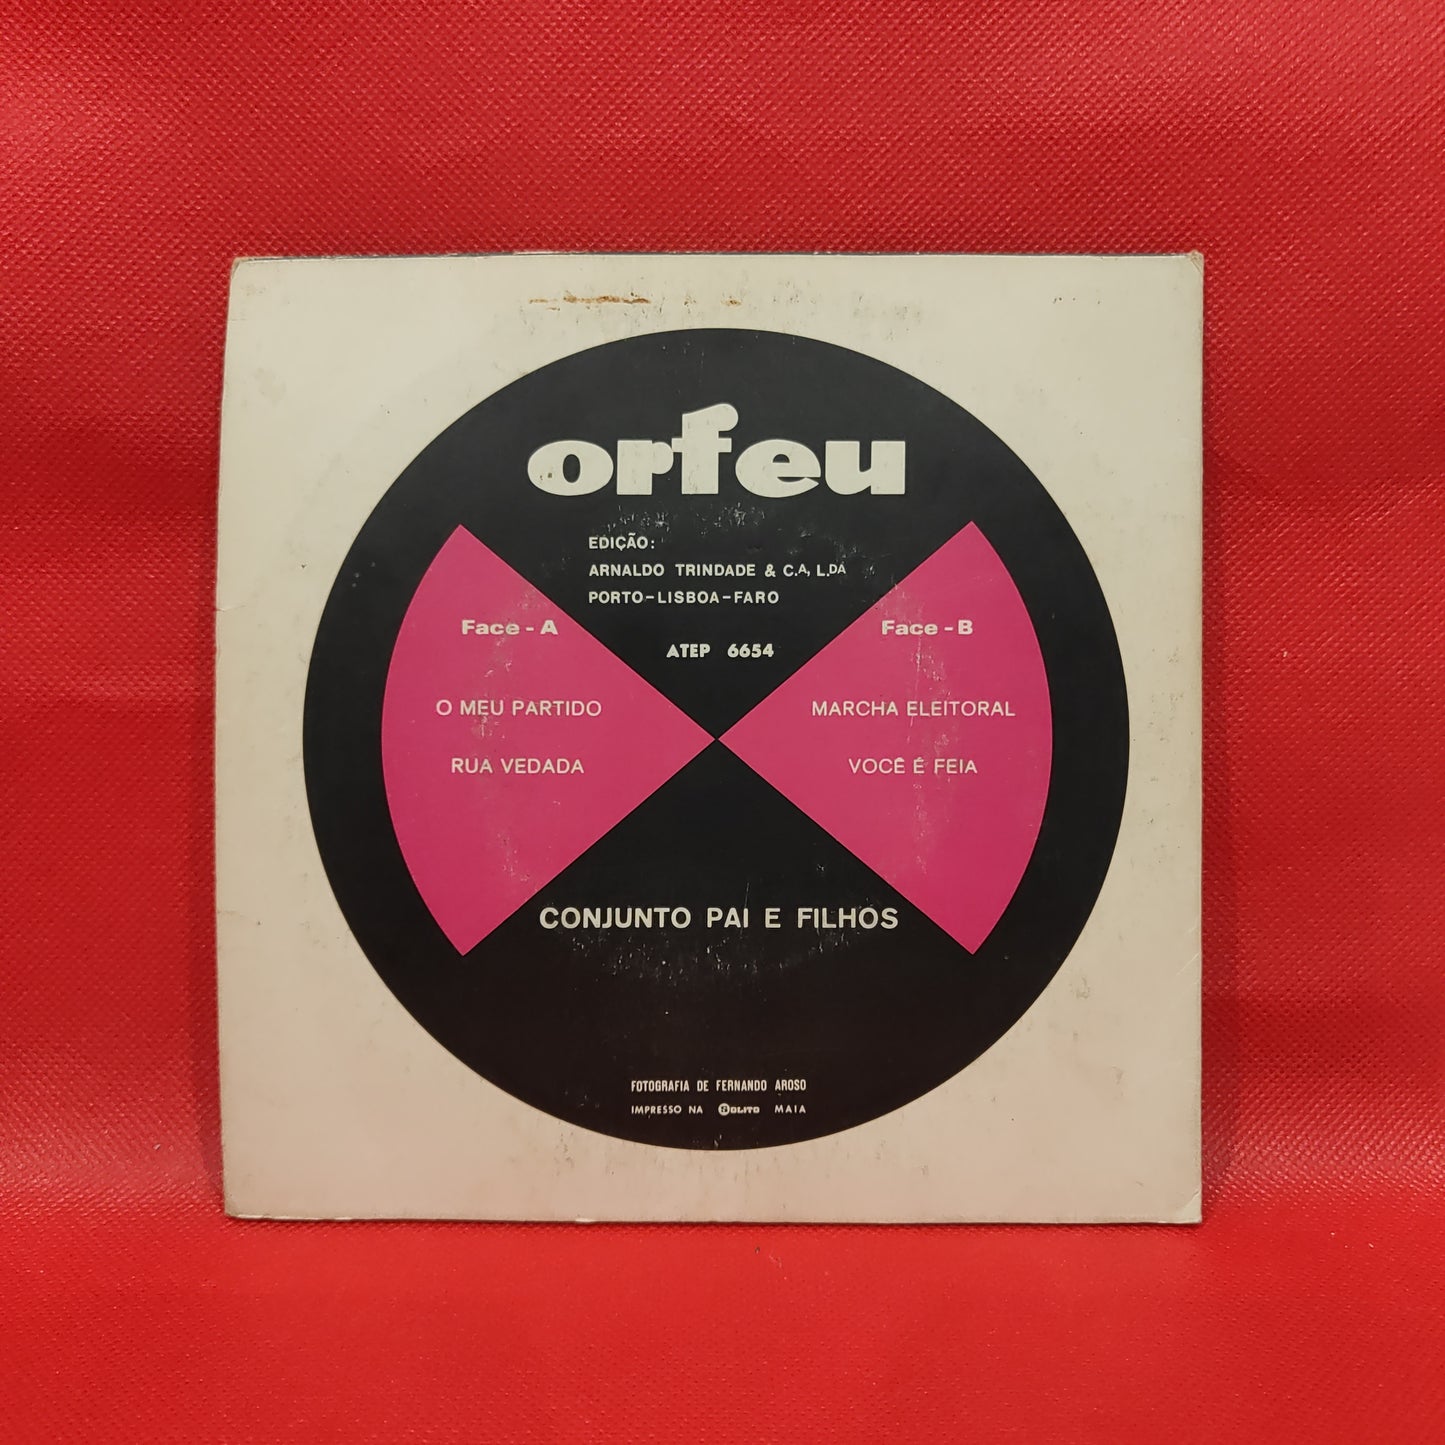 orfeu
EDIÇÃO:
ARNALDO TRINDADE & C.A, L.DA
PORTO-LISBOA-FARO
ATEP 6654
Face - A
O MEU PARTIDO
RUA VEDADA
Face - B
MARCHA ELEITORAL
VOCÊ É FEIA
CONJUNTO PAI E FILHOS
FOTOGRAFIA DE FERNANDO AROSO
IMPRESSO NA MAIA